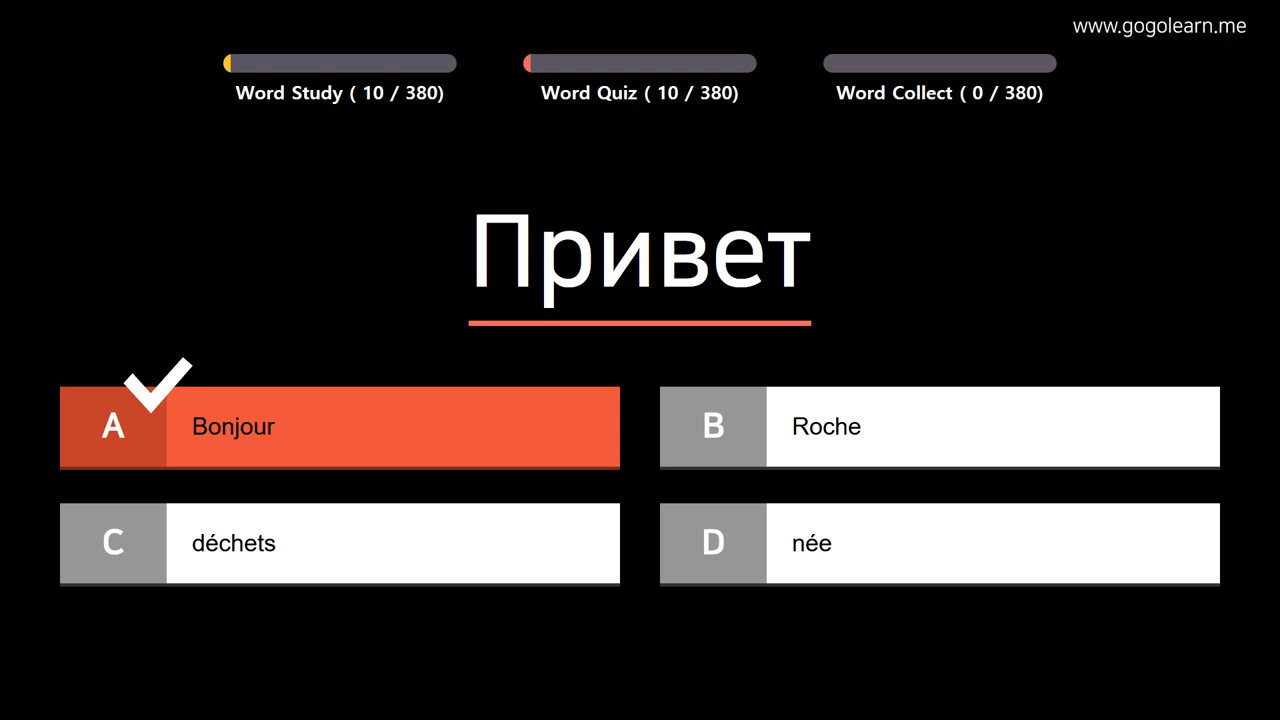 www.gogolearn.me
Word Study ( 10 / 380)
Word Quiz ( 10 / 380)
Word Collect ( 0 / 380)
Привет
A
Bonjour
B
Roche
C
déchets
D
née